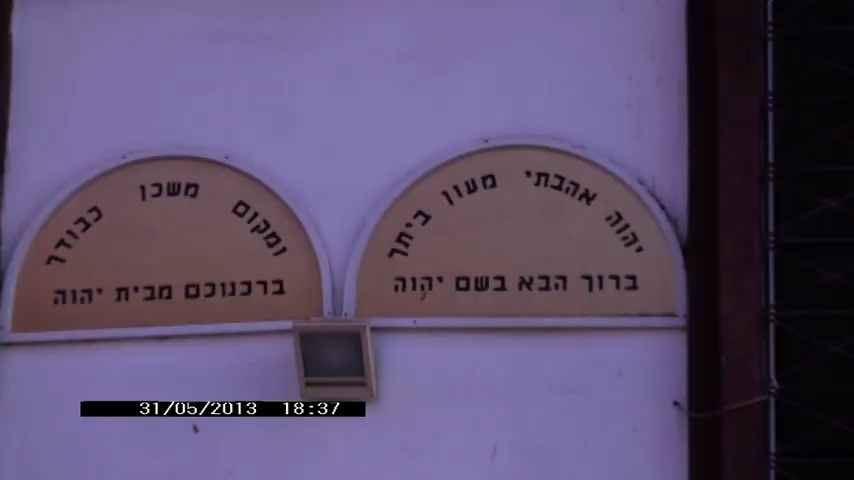 יהוה אהבתי מעון ביתך
ברוך הבא בשם יהוה
ומקום משכן כבודך
ברכנוכם מבית יהוה
31/05/2013 18:37